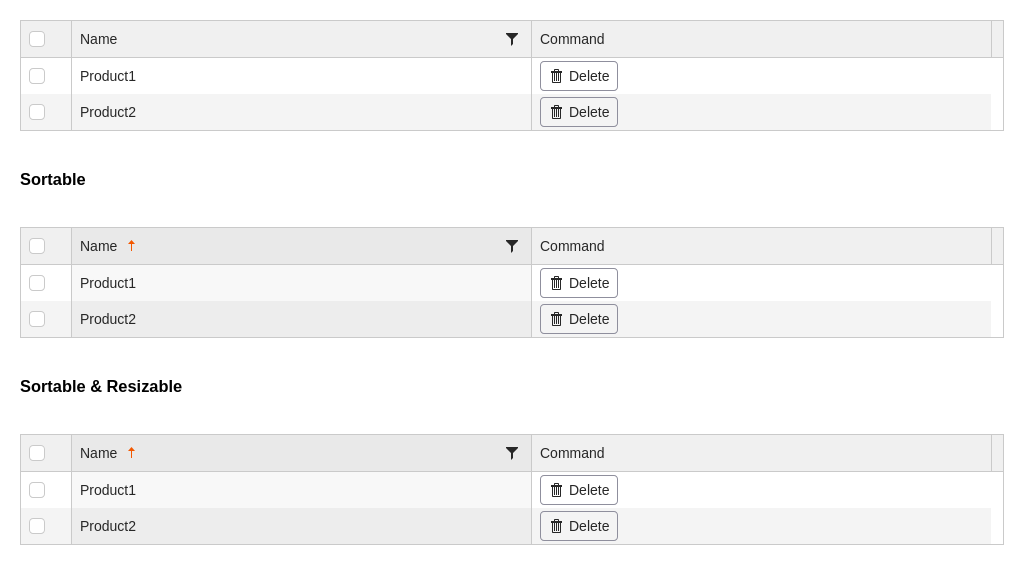 Name Command
Product1 Delete
Product2 Delete
Sortable
Name Command
Product1 Delete
Product2 Delete
Sortable & Resizable
Name Command
Product1 Delete
Product2 Delete